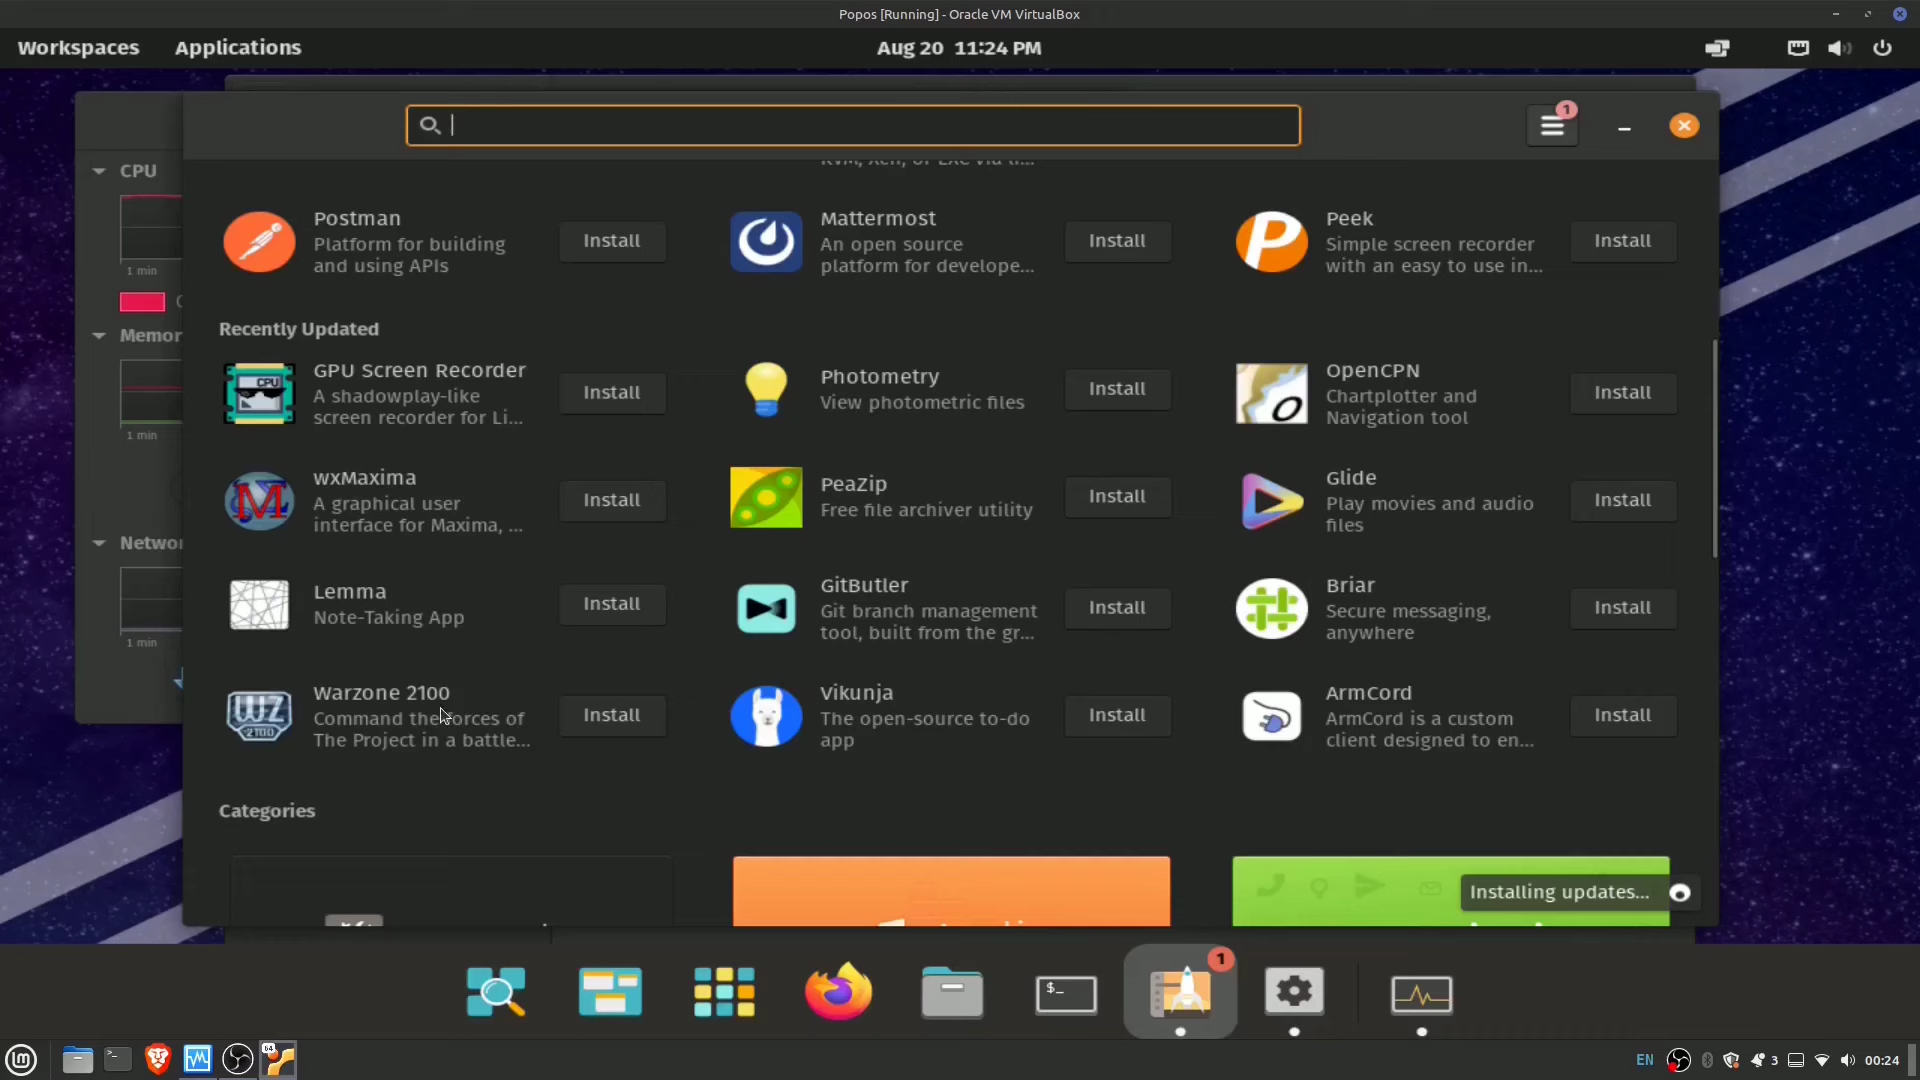 Popos [Running] - Oracle VM VirtualBox
Workspaces Applications Aug 20 11:24 PM
1
CPU
1 min
Memor
1 min
Networ
1 min
Postman
Platform for building
and using APIs
Install
Mattermost
An open source
platform for develope...
Install
Peek
Simple screen recorder
with an easy to use in...
Install
Recently Updated
GPU Screen Recorder
A shadowplay-like
screen recorder for Li...
Install
Photometry
View photometric files
Install
OpenCPN
Chartplotter and
Navigation tool
Install
wxMaxima
A graphical user
interface for Maxima, ...
Install
PeaZip
Free file archiver utility
Install
Glide
Play movies and audio
files
Install
Lemma
Note-Taking App
Install
GitButler
Git branch management
tool, built from the gr...
Install
Briar
Secure messaging,
anywhere
Install
Warzone 2100
Command the forces of
The Project in a battle...
Install
Vikunja
The open-source to-do
app
Install
ArmCord
ArmCord is a custom
client designed to en...
Install
Categories
Installing updates...
1
EN 3 00:24